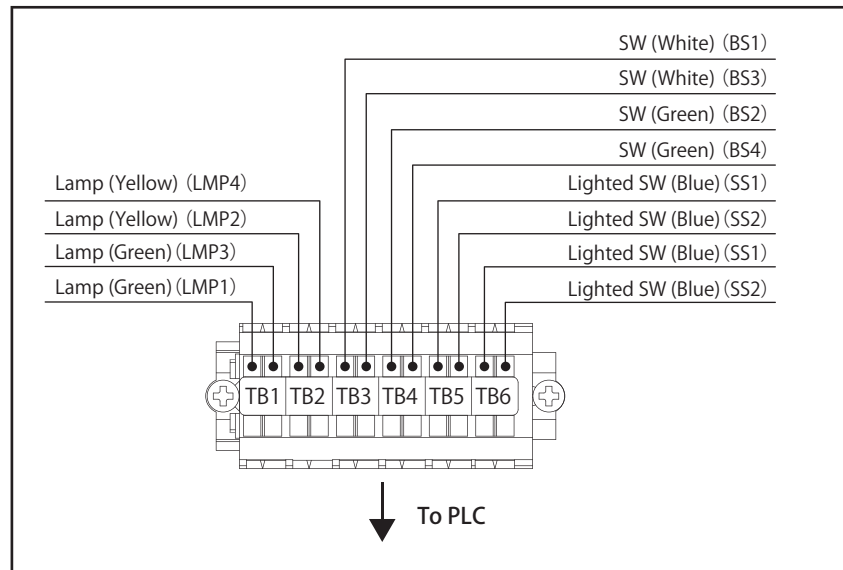 SW (White) (BS1)
SW (White) (BS3)
SW (Green) (BS2)
SW (Green) (BS4)
Lamp (Yellow) (LMP4)
Lighted SW (Blue) (SS1)
Lamp (Yellow) (LMP2)
Lighted SW (Blue) (SS2)
Lamp (Green) (LMP3)
Lighted SW (Blue) (SS1)
Lamp (Green) (LMP1)
Lighted SW (Blue) (SS2)
TB1 TB2 TB3 TB4 TB5 TB6
To PLC